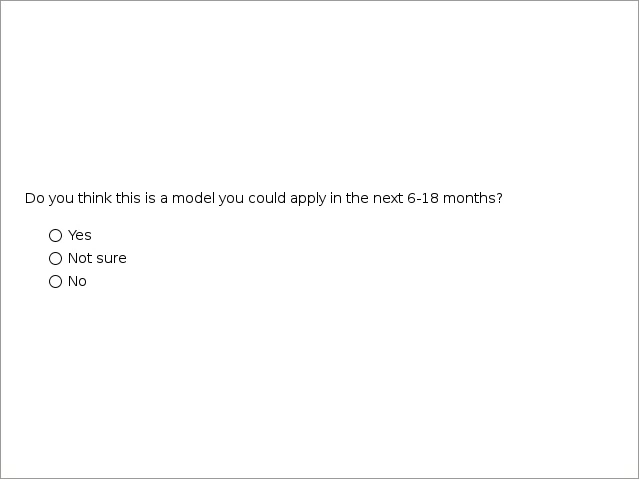 Do you think this is a model you could apply in the next 6-18 months?
Yes
Not sure
No